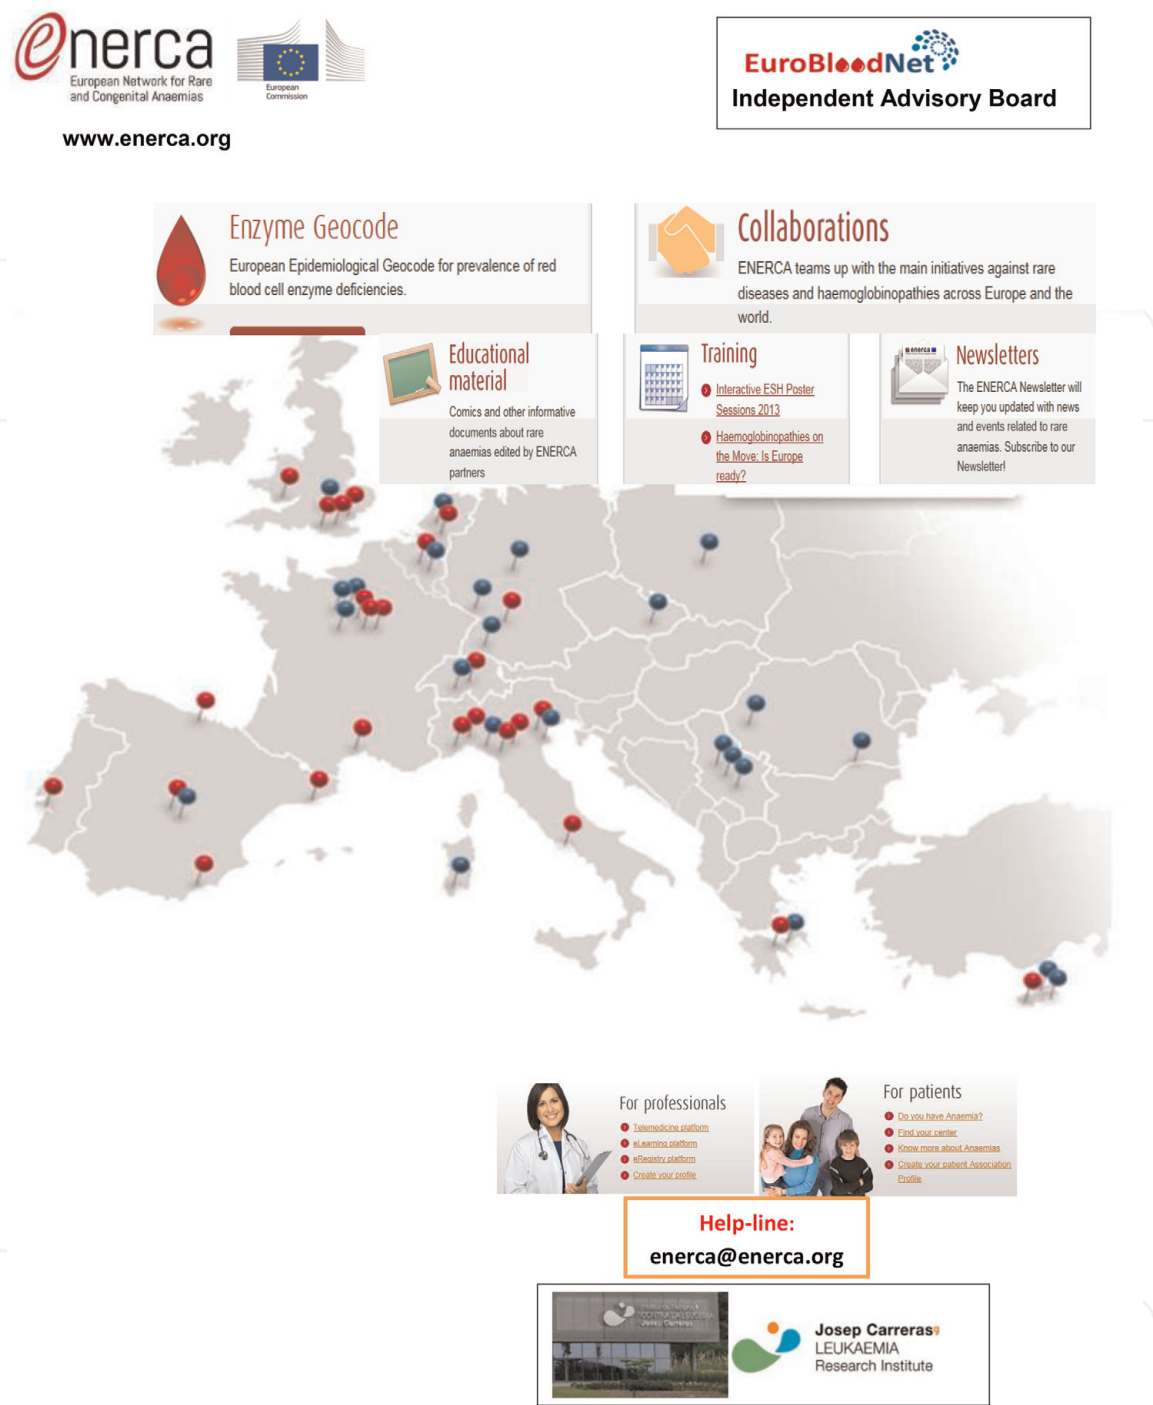 enerca
European Network for Rare
and Congenital Anaemias
European
Commission
www.enerca.org
EuroBloodNet
Independent Advisory Board
Enzyme Geocode
European Epidemiological Geocode for prevalence of red
blood cell enzyme deficiencies.
Collaborations
ENERCA teams up with the main initiatives against rare
diseases and haemoglobinopathies across Europe and the
world.
Educational
material
Comics and other informative
documents about rare
anaemias edited by ENERCA
partners
Training
Interactive ESH Poster
Sessions 2013
Haemoglobinopathies on
the Move: Is Europe
ready?
enerca
Newsletters
The ENERCA Newsletter will
keep you updated with news
and events related to rare
anaemias. Subscribe to our
Newsletter!
For professionals
Telemedicine platform
eLearning platform
eRegistry platform
Create your profile
For patients
Do you have Anaemia?
Find your center
Know more about Anaemias
Create your patient Association
Profile
Help-line:
enerca@enerca.org
CONTRA LA LEUCEMIA
Josep Carreras
Josep Carreras
LEUKAEMIA
Research Institute